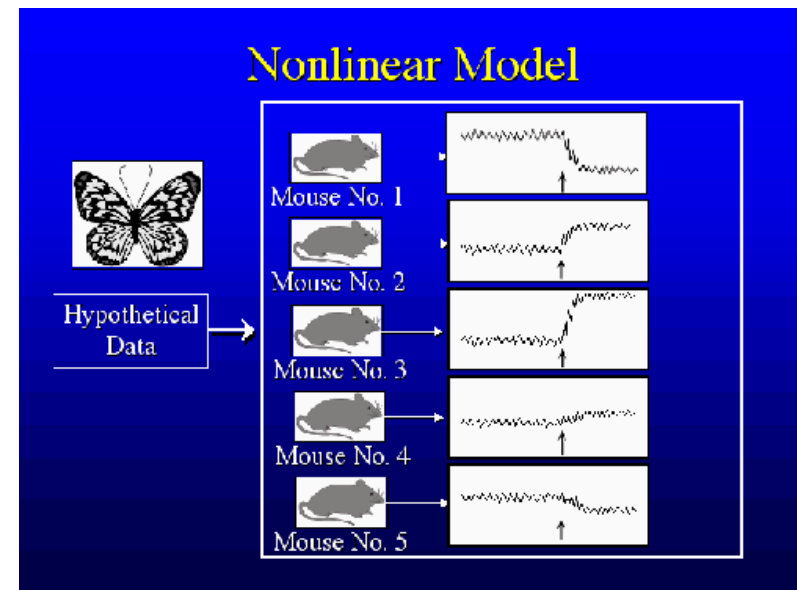 Nonlinear Model
Mouse No. 1
Mouse No. 2
Hypothetical
Data
Mouse No. 3
Mouse No. 4
Mouse No. 5